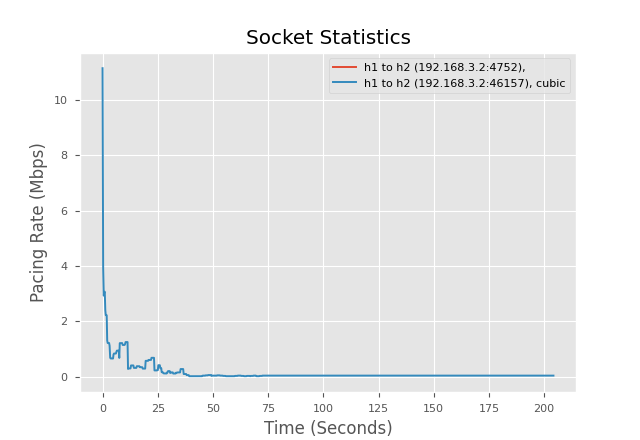 Socket Statistics
h1 to h2 (192.168.3.2:4752),
h1 to h2 (192.168.3.2:46157), cubic
Pacing Rate (Mbps)
10
8
6
4
2
0
0 25 50 75 100 125 150 175 200
Time (Seconds)